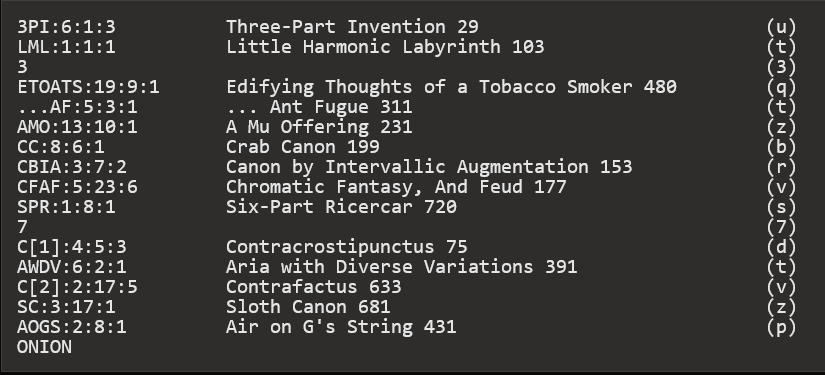 3PI:6:1:3 Three-Part Invention 29 (u)
LML:1:1:1 Little Harmonic Labyrinth 103 (t)
3 (3)
ETOATS:19:9:1 Edifying Thoughts of a Tobacco Smoker 480 (q)
...AF:5:3:1 ... Ant Fugue 311 (t)
AMO:13:10:1 A Mu Offering 231 (z)
CC:8:6:1 Crab Canon 199 (b)
CBIA:3:7:2 Canon by Intervallic Augmentation 153 (r)
CFAF:5:23:6 Chromatic Fantasy, And Feud 177 (v)
SPR:1:8:1 Six-Part Ricercar 720 (s)
7 (7)
C[1]:4:5:3 Contracrostipunctus 75 (d)
AWDV:6:2:1 Aria with Diverse Variations 391 (t)
C[2]:2:17:5 Contrafactus 633 (v)
SC:3:17:1 Sloth Canon 681 (z)
AOGS:2:8:1 Air on G's String 431 (p)
ONION